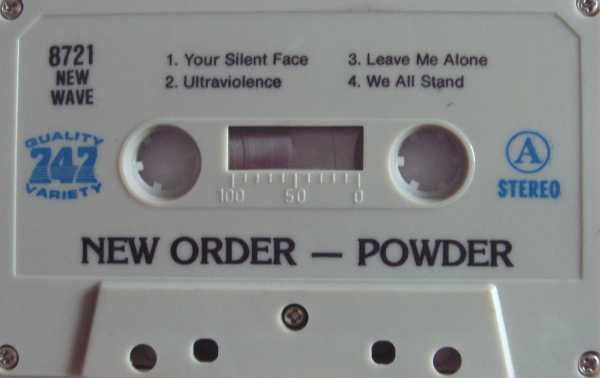 8721
NEW
WAVE
1. Your Silent Face
2. Ultraviolence
3. Leave Me Alone
4. We All Stand
QUALITY
747
VARIETY
100 50 0
A
STEREO
NEW ORDER — POWDER